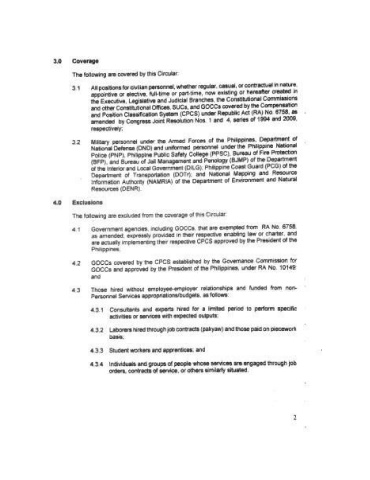 3.0 Coverage
The following are covered by this Circular:
3.1 All positions for civilian personnel, whether regular, casual, or contractual in nature,
appointive or elective, full-time or part-time, now existing or hereafter created in
the Executive, Legislative and Judicial Branches, the Constitutional Commissions
and other Constitutional Offices, SUCs, and GOCCs covered by the Compensation
and Position Classification System (CPCS) under Republic Act (RA) No. 6758, as
amended by Congress Joint Resolution Nos. 1 and 4, series of 1994 and 2009,
respectively;
3.2 Military personnel under the Armed Forces of the Philippines, Department of
National Defense (DND) and uniformed personnel under the Philippine National
Police (PNP), Philippine Public Safety College (PPSC), Bureau of Fire Protection
(BFP), and Bureau of Jail Management and Penology (BJMP) of the Department
of the Interior and Local Government (DILG); Philippine Coast Guard (PCG) of the
Department of Transportation (DOTr); and National Mapping and Resource
Information Authority (NAMRIA) of the Department of Environment and Natural
Resources (DENR).
4.0 Exclusions
The following are excluded from the coverage of this Circular:
4.1 Government agencies, including GOCCs, that are exempted from RA No. 6758,
as amended, expressly provided in their respective enabling law or charter, and
are actually implementing their respective CPCS approved by the President of the
Philippines;
4.2 GOCCs covered by the CPCS established by the Governance Commission for
GOCCs and approved by the President of the Philippines, under RA No. 10149;
and
4.3 Those hired without employee-employer relationships and funded from non-
Personnel Services appropriations/budgets, as follows:
4.3.1 Consultants and experts hired for a limited period to perform specific
activities or services with expected outputs;
4.3.2 Laborers hired through job contracts (pakyaw) and those paid on piecework
basis;
4.3.3 Student workers and apprentices; and
4.3.4 Individuals and groups of people whose services are engaged through job
orders, contracts of service, or others similarly situated.
2